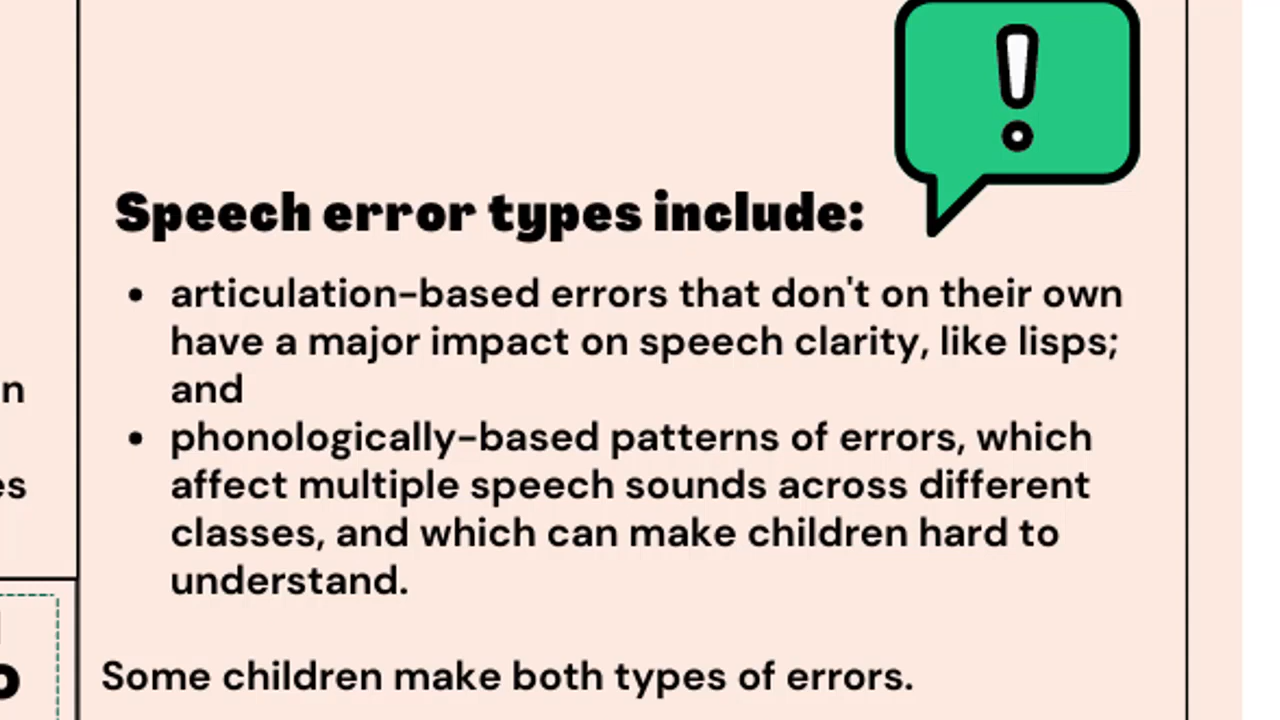 Speech error types include:
articulation-based errors that don't on their own
have a major impact on speech clarity, like lisps;
and
phonologically-based patterns of errors, which
affect multiple speech sounds across different
classes, and which can make children hard to
understand.
Some children make both types of errors.